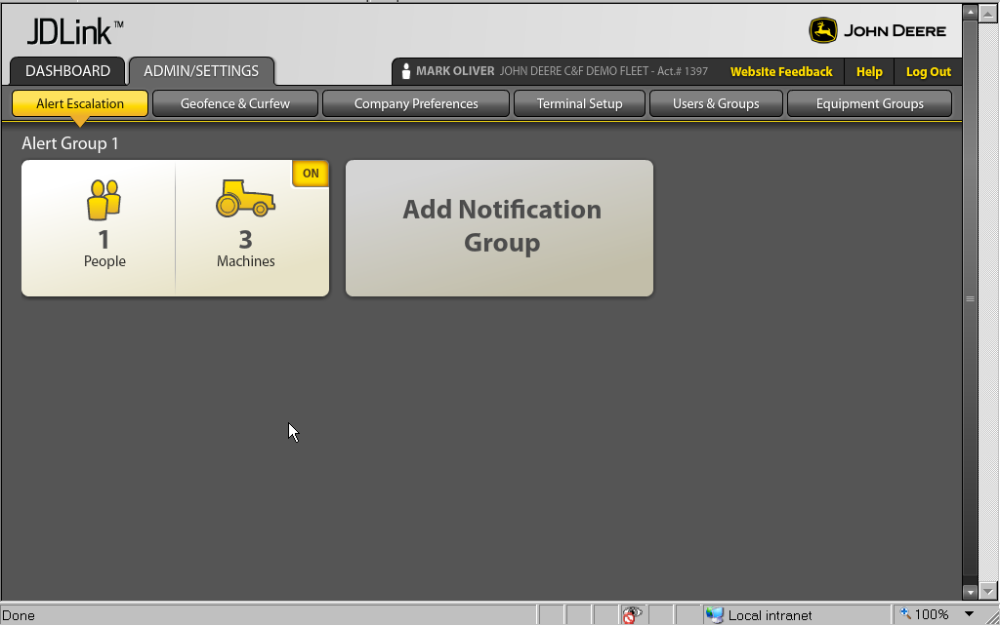 JDLink™
JOHN DEERE
DASHBOARD
ADMIN/SETTINGS
MARK OLIVER JOHN DEERE C&F DEMO FLEET - Act.# 1397
Website Feedback
Help
Log Out
Alert Escalation
Geofence & Curfew
Company Preferences
Terminal Setup
Users & Groups
Equipment Groups
Alert Group 1
ON
1
People
3
Machines
Add Notification
Group
Done
Local intranet
100%